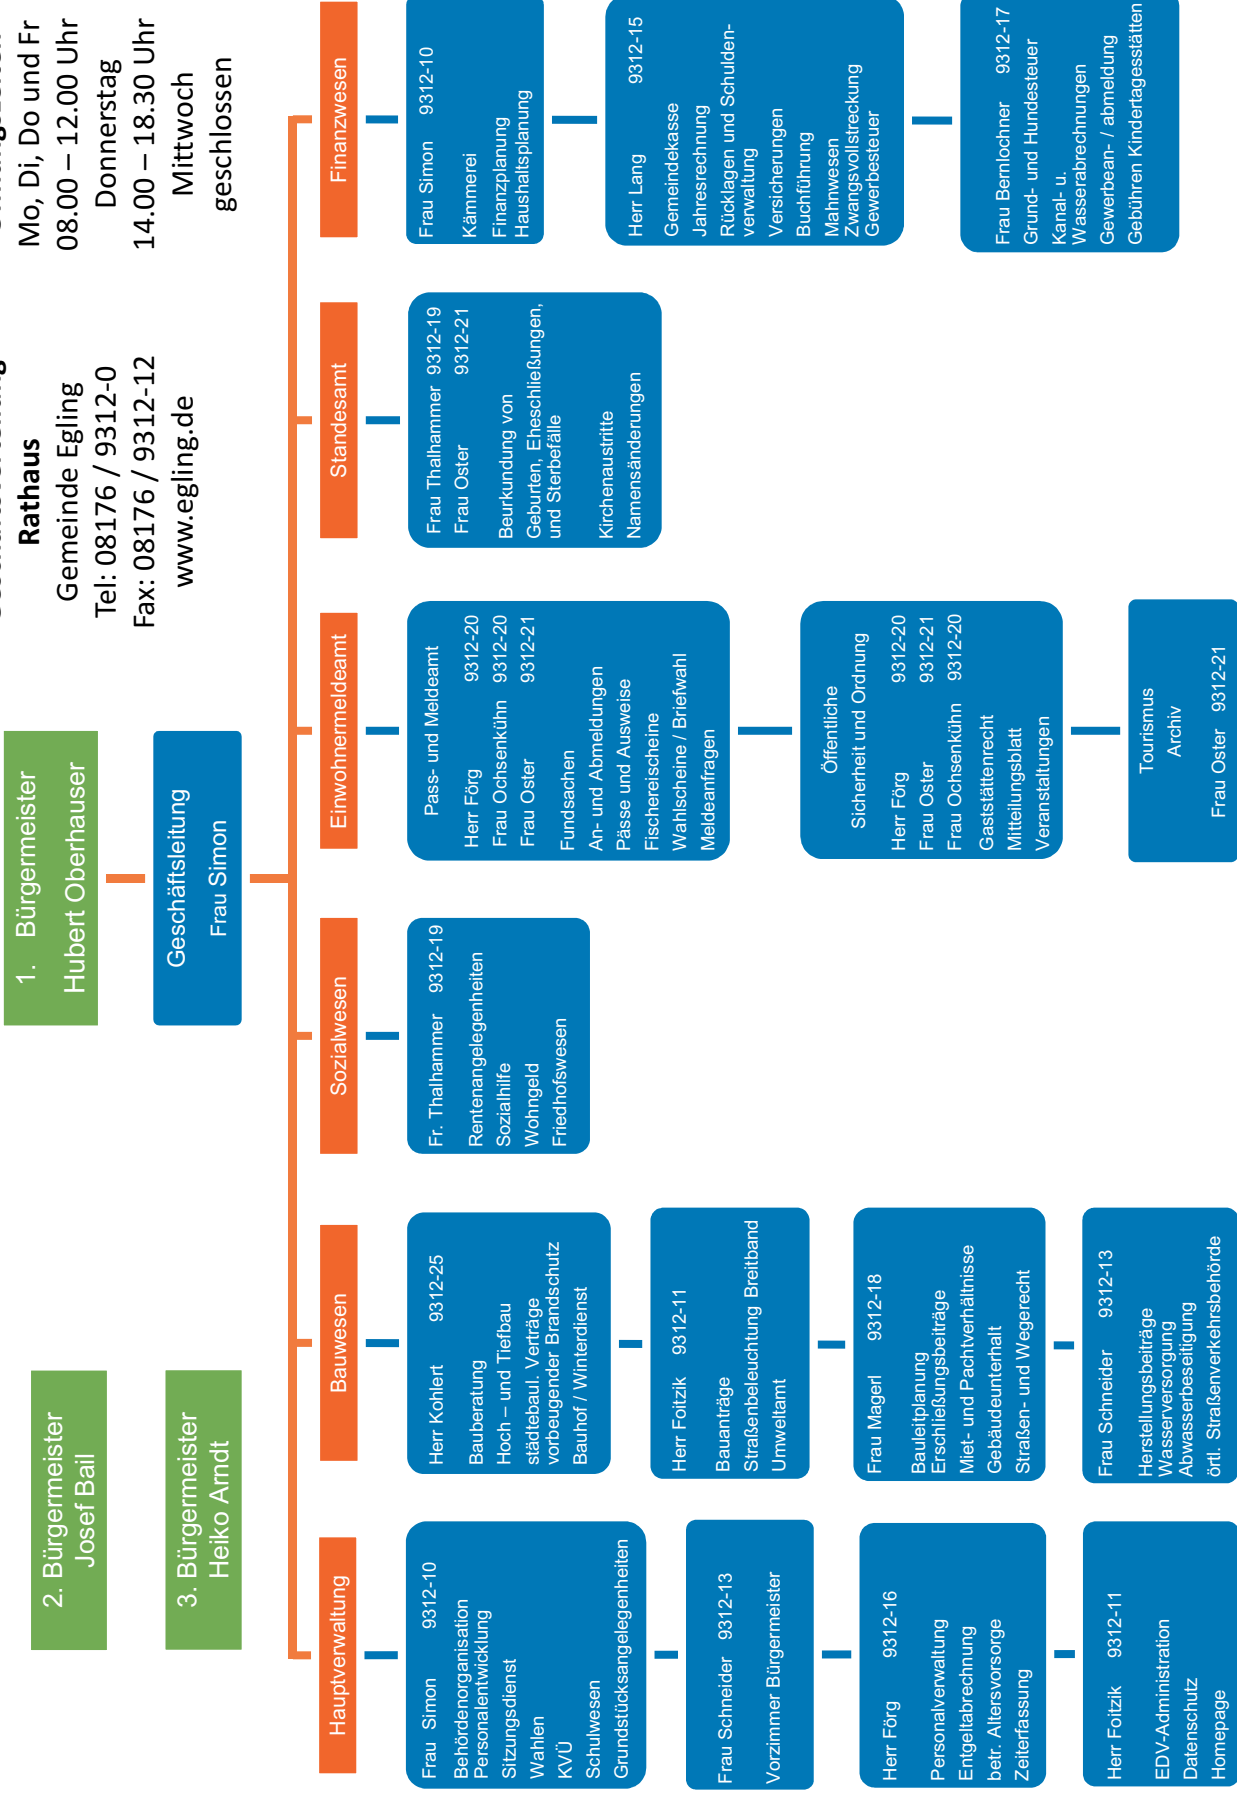 2. Bürgermeister
Josef Bail
3. Bürgermeister
Heiko Arndt
1. Bürgermeister
Hubert Oberhauser
Geschäftsleitung
Frau Simon
Rathaus
Gemeinde Egling
Tel: 08176 / 9312-0
Fax: 08176 / 9312-12
www.egling.de
Mo, Di, Do und Fr
08.00 – 12.00 Uhr
Donnerstag
14.00 – 18.30 Uhr
Mittwoch
geschlossen
Hauptverwaltung
Frau Simon 9312-10
Behördenorganisation
Personalentwicklung
Sitzungsdienst
Wahlen
KVÜ
Schulwesen
Grundstücksangelegenheiten
Frau Schneider 9312-13
Vorzimmer Bürgermeister
Herr Förg 9312-16
Personalverwaltung
Entgeltabrechnung
betr. Altersvorsorge
Zeiterfassung
Herr Foitzik 9312-11
EDV-Administration
Datenschutz
Homepage
Bauwesen
Herr Kohlert 9312-25
Bauberatung
Hoch – und Tiefbau
städtebaul. Verträge
vorbeugender Brandschutz
Bauhof / Winterdienst
Herr Foitzik 9312-11
Bauanträge
Straßenbeleuchtung Breitband
Umweltamt
Frau Magerl 9312-18
Bauleitplanung
Erschließungsbeiträge
Miet- und Pachtverhältnisse
Gebäudeunterhalt
Straßen- und Wegerecht
Frau Schneider 9312-13
Herstellungsbeiträge
Wasserversorgung
Abwasserbeseitigung
örtl. Straßenverkehrsbehörde
Sozialwesen
Fr. Thalhammer 9312-19
Rentenangelegenheiten
Sozialhilfe
Wohngeld
Friedhofswesen
Einwohnermeldeamt
Pass- und Meldeamt
Herr Förg 9312-20
Frau Ochsenkühn 9312-20
Frau Oster 9312-21
Fundsachen
An- und Abmeldungen
Pässe und Ausweise
Fischereischeine
Wahlscheine / Briefwahl
Meldeanfragen
Öffentliche
Sicherheit und Ordnung
Herr Förg 9312-20
Frau Oster 9312-21
Frau Ochsenkühn 9312-20
Gaststättenrecht
Mitteilungsblatt
Veranstaltungen
Tourismus
Archiv
Frau Oster 9312-21
Standesamt
Frau Thalhammer 9312-19
Frau Oster 9312-21
Beurkundung von
Geburten, Eheschließungen,
und Sterbefälle
Kirchenaustritte
Namensänderungen
Finanzwesen
Frau Simon 9312-10
Kämmerei
Finanzplanung
Haushaltsplanung
Herr Lang 9312-15
Gemeindekasse
Jahresrechnung
Rücklagen und Schulden-
verwaltung
Versicherungen
Buchführung
Mahnwesen
Zwangsvollstreckung
Gewerbesteuer
Frau Bernlochner 9312-17
Grund- und Hundesteuer
Kanal- u.
Wasserabrechnungen
Gewerbean- / abmeldung
Gebühren Kindertagesstätten